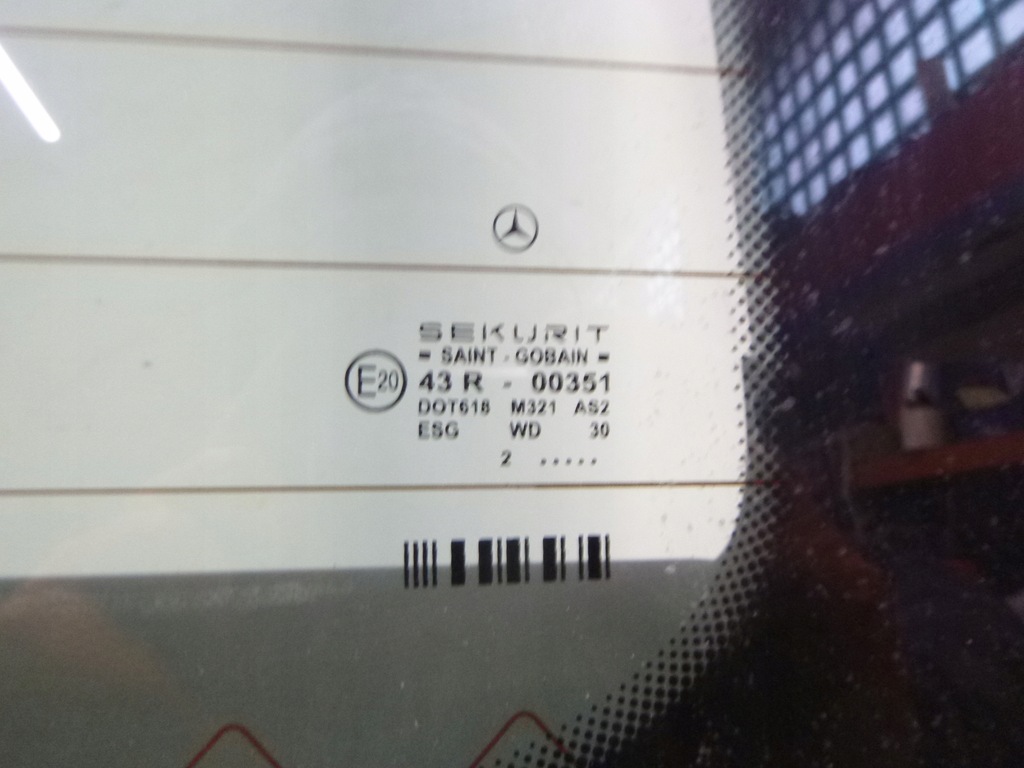 SEKURIT
= SAINT - GOBAIN =
E20 43 R - 00351
DOT618 M321 AS2
ESG WD 30
2 .....